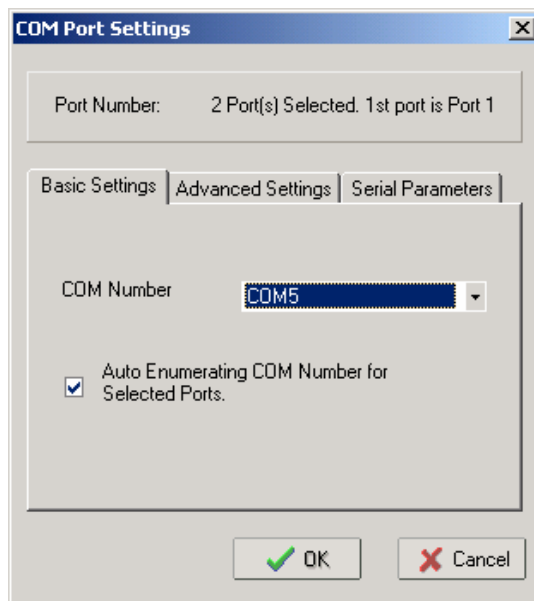 COM Port Settings
Port Number: 2 Port(s) Selected. 1st port is Port 1
Basic Settings Advanced Settings Serial Parameters
COM Number COM5
Auto Enumerating COM Number for
Selected Ports.
OK Cancel